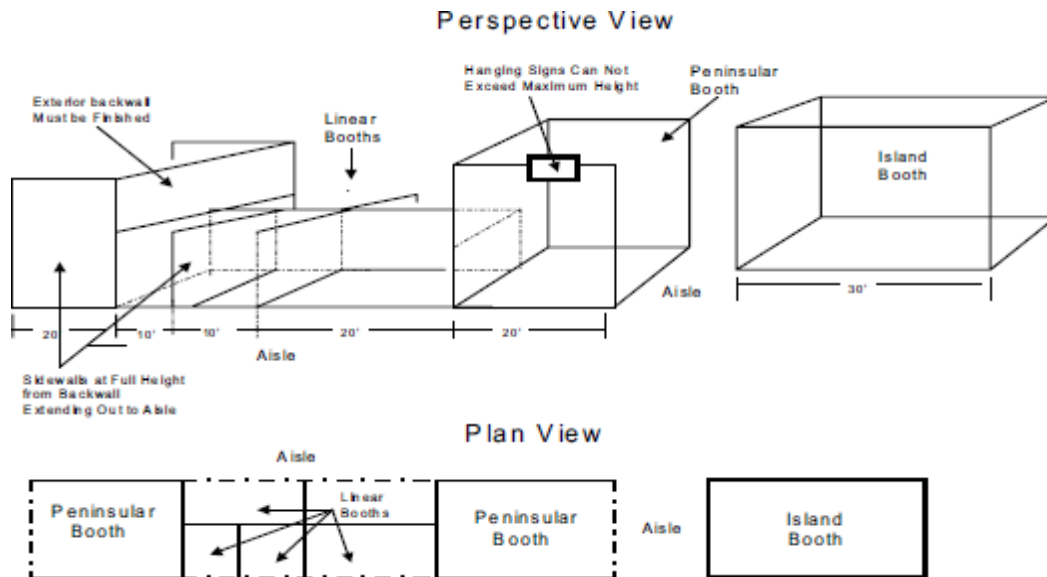 Perspective View
Hanging Signs Can Not
Exceed Maximum Height
Peninsular
Booth
Exterior backwall
Must be Finished
Linear
Booths
Island
Booth
Aisle
30'
20'
10'
10'
20'
20'
Aisle
Sidewalls at Full Height
from Backwall
Extending Out to Aisle
Plan View
Aisle
Peninsular
Booth
Linear
Booths
Peninsular
Booth
Aisle
Island
Booth